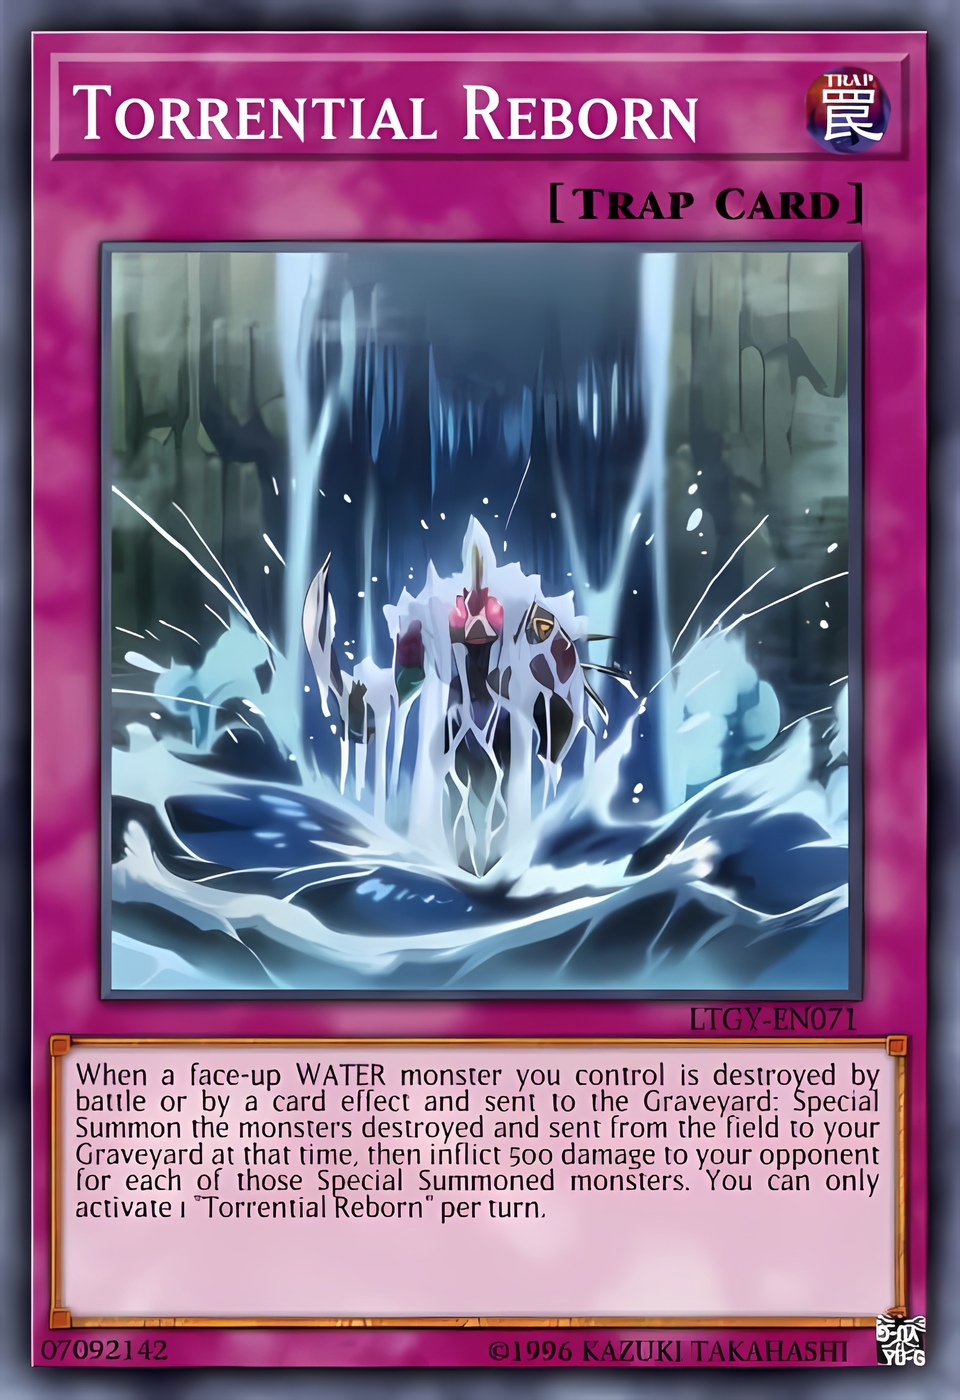 Torrential Reborn
TRAP
罠
[Trap Card]
LTGY-EN071
When a face-up WATER monster you control is destroyed by
battle or by a card effect and sent to the Graveyard: Special
Summon the monsters destroyed and sent from the field to your
Graveyard at that time, then inflict 500 damage to your opponent
for each of those Special Summoned monsters. You can only
activate 1 "Torrential Reborn" per turn.
07092142
©1996 KAZUKI TAKAHASHI